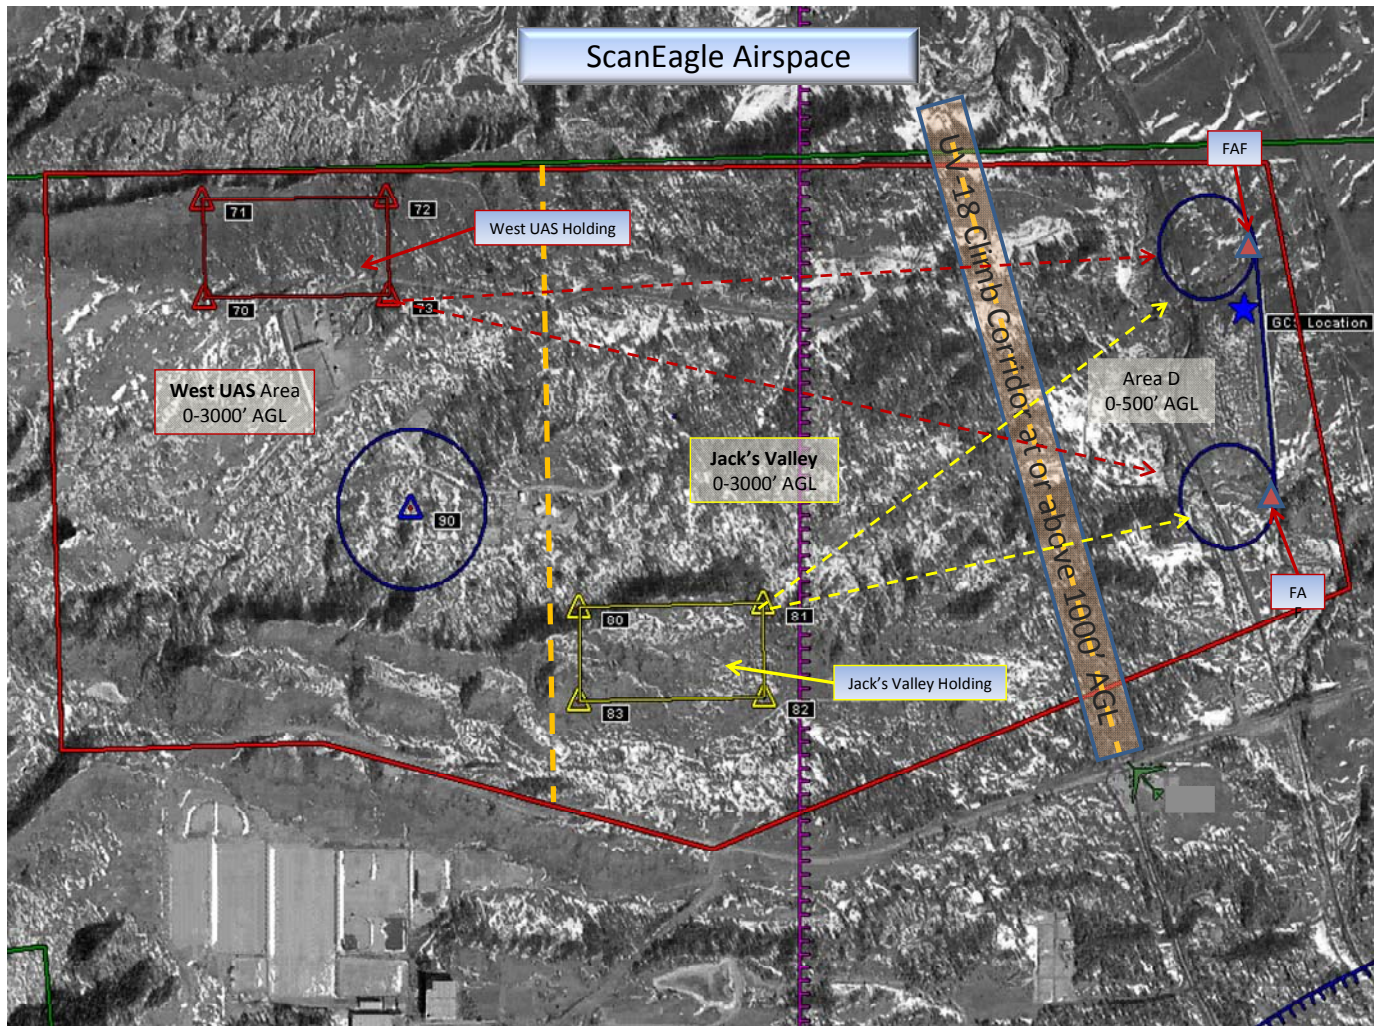 ScanEagle Airspace
FAF
UV-18 Climb Corridor at or above 1000’ AGL
71
72
West UAS Holding
70
73
GCS Location
West UAS Area
0-3000’ AGL
Area D
0-500’ AGL
Jack’s Valley
0-3000’ AGL
90
FA
F
80
81
Jack’s Valley Holding
83
82